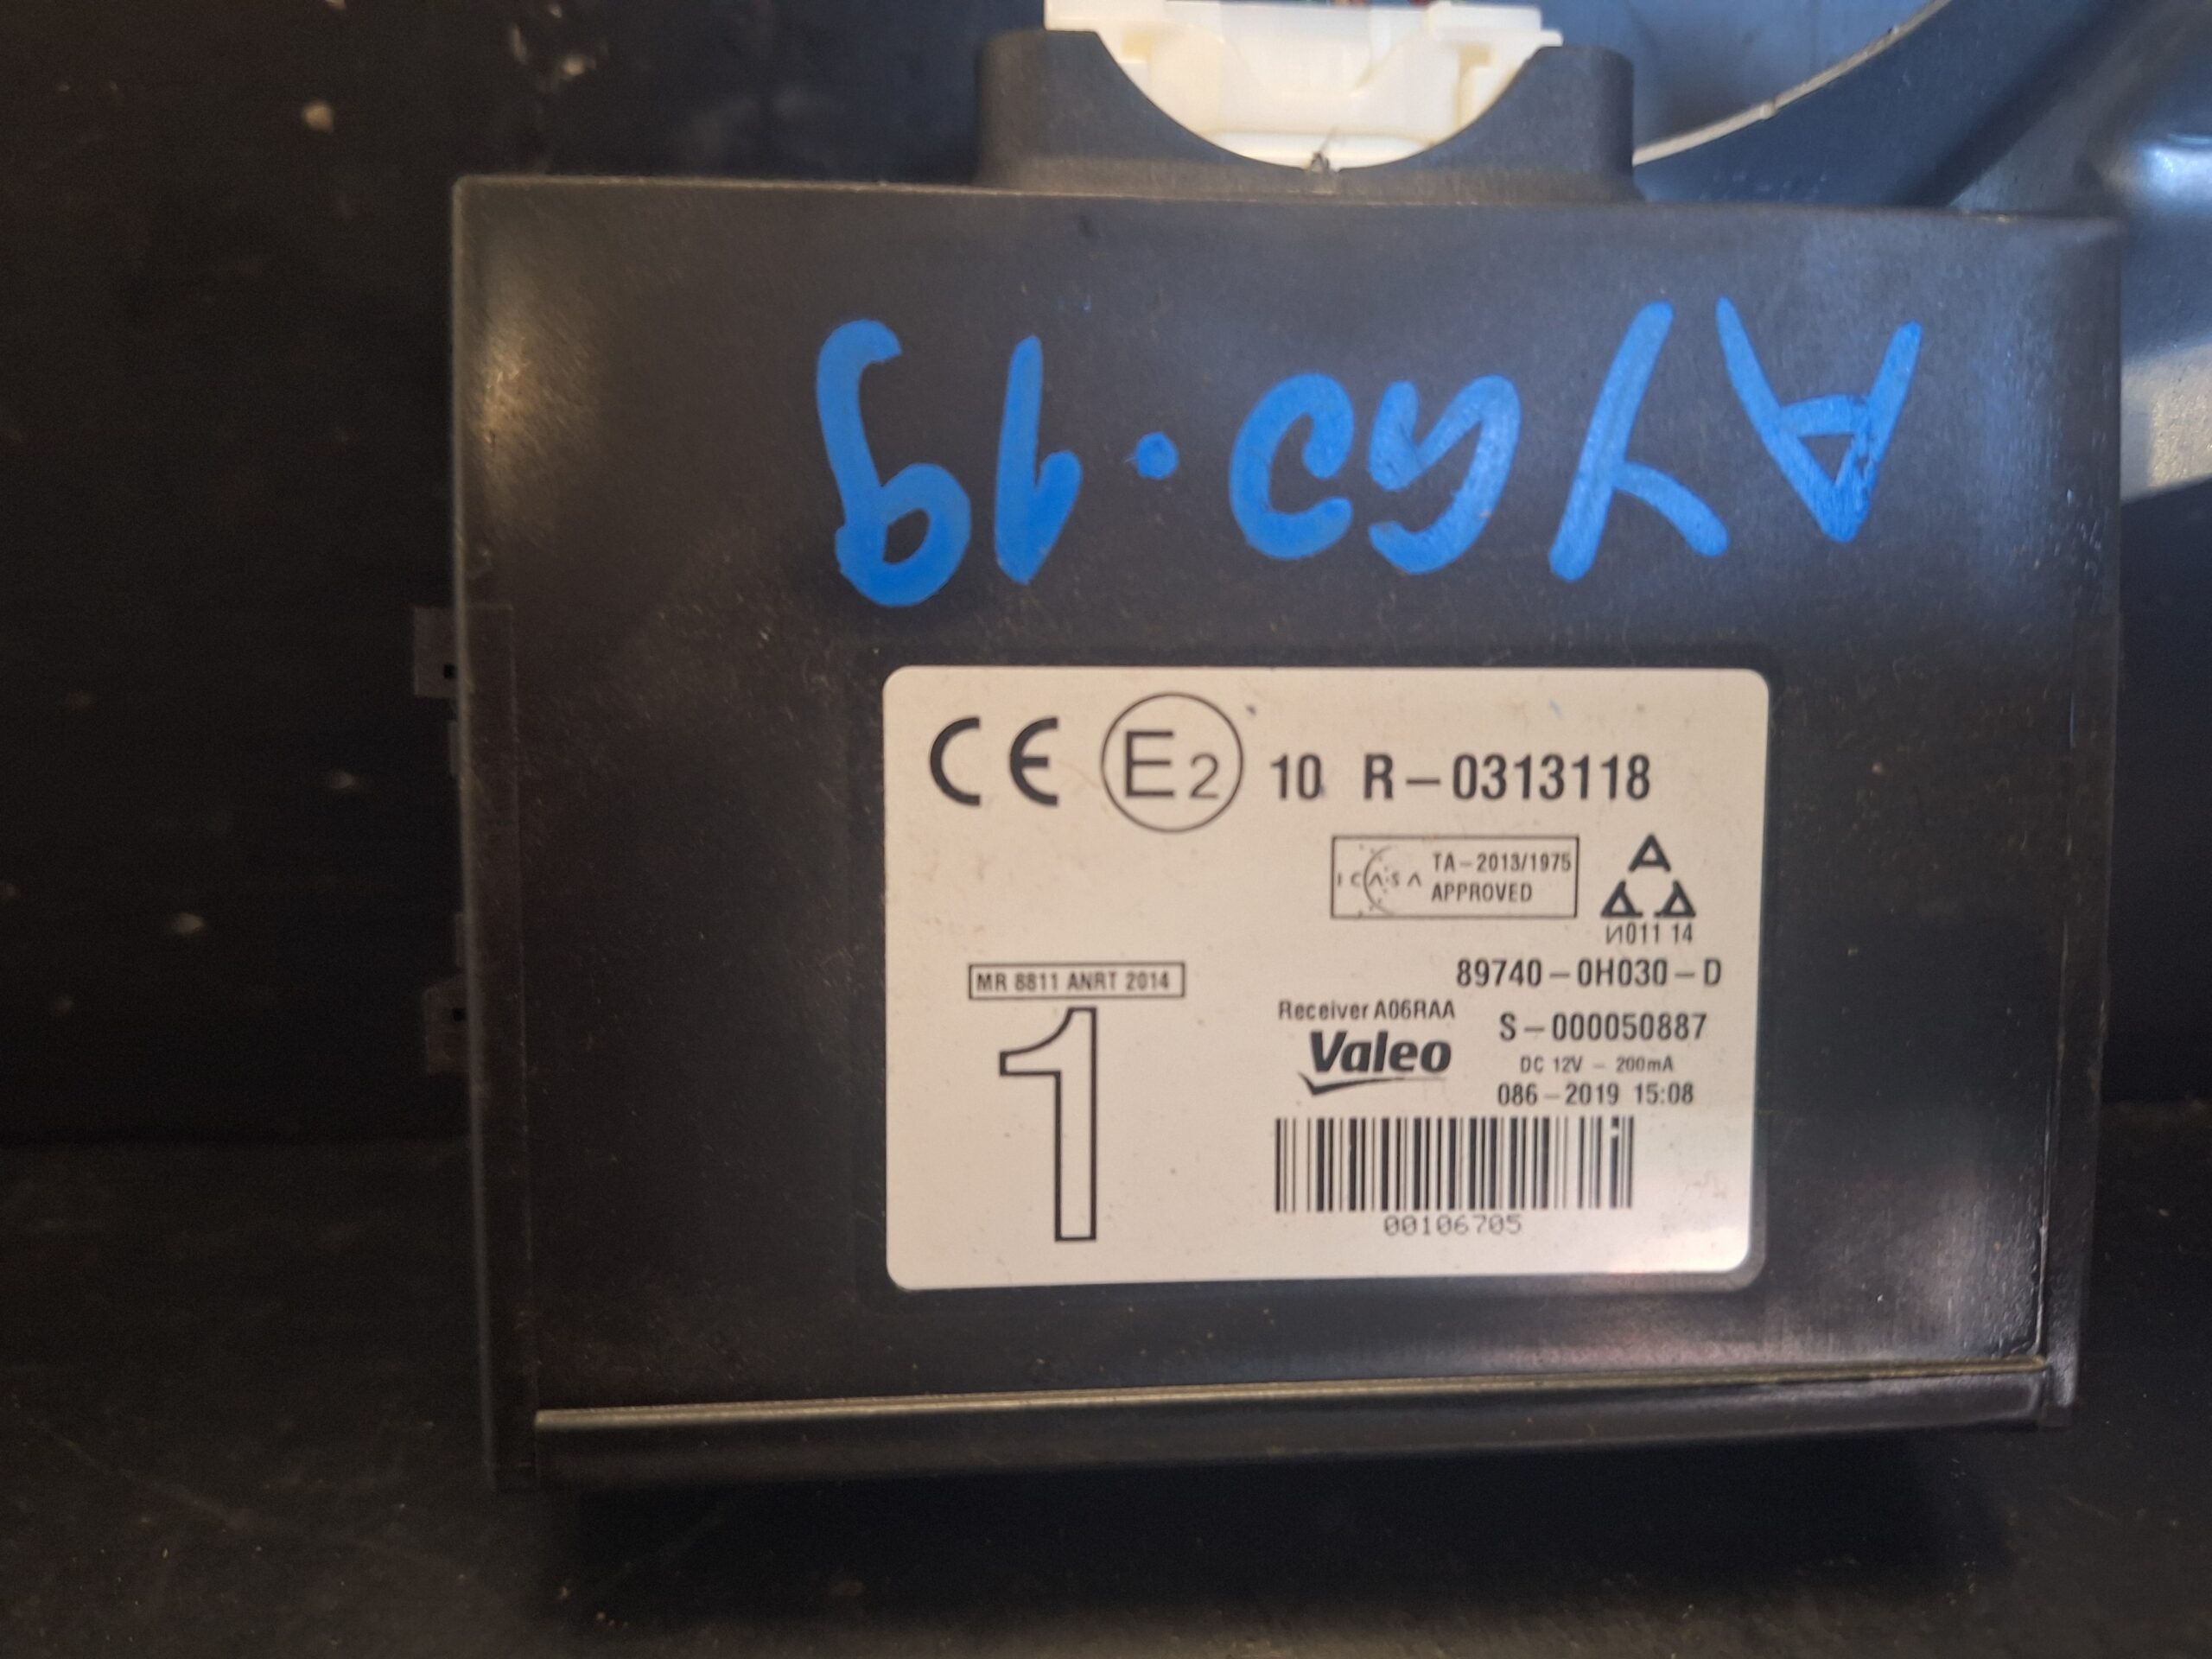 AYGO.19
CE E2 10 R-0313118
ICASA TA-2013/1975
APPROVED
И011 14
89740-0H030-D
MR 8811 ANRT 2014
1
Receiver A06RAA
Valeo
S-000050887
DC 12V - 200mA
086-2019 15:08
00106705